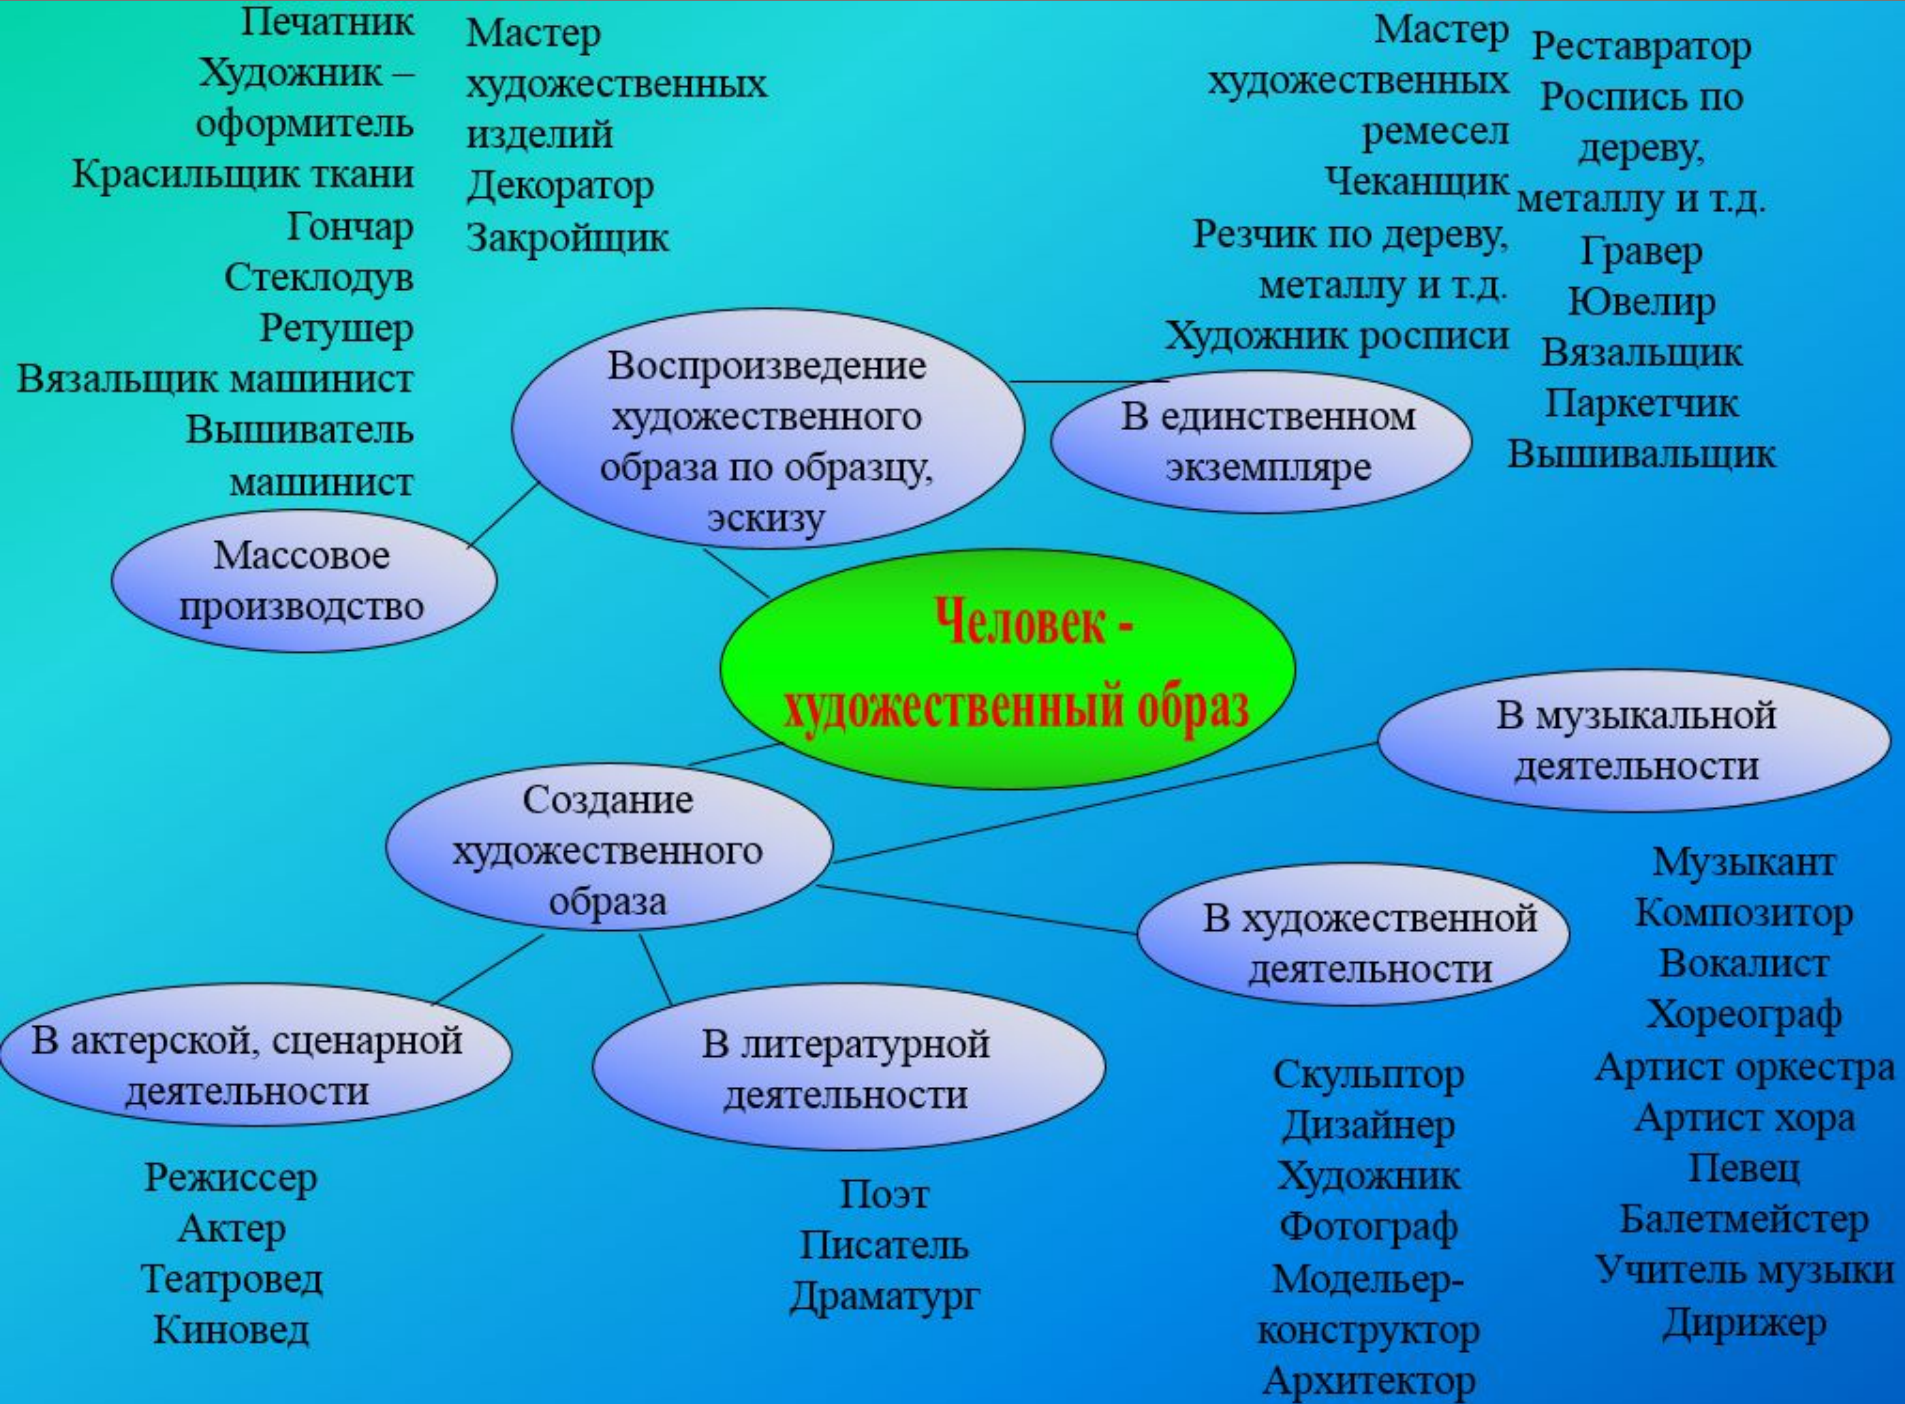 Печатник
Художник –
оформитель
Красильщик ткани
Гончар
Стеклодув
Ретушер
Вязальщик машинист
Вышиватель
машинист
Мастер
художественных
изделий
Декоратор
Закройщик
Мастер
художественных
ремесел
Чеканщик
Резчик по дереву,
металлу и т.д.
Художник росписи
Реставратор
Роспись по
дереву,
металлу и т.д.
Гравер
Ювелир
Вязальщик
Паркетчик
Вышивальщик
Воспроизведение
художественного
образа по образцу,
эскизу
В единственном
экземпляре
Массовое
производство
Человек -
художественный образ
В музыкальной
деятельности
Создание
художественного
образа
В художественной
деятельности
В актерской, сценарной
деятельности
В литературной
деятельности
Режиссер
Актер
Театровед
Киновед
Поэт
Писатель
Драматург
Скульптор
Дизайнер
Художник
Фотограф
Модельер-
конструктор
Архитектор
Музыкант
Композитор
Вокалист
Хореограф
Артист оркестра
Артист хора
Певец
Балетмейстер
Учитель музыки
Дирижер